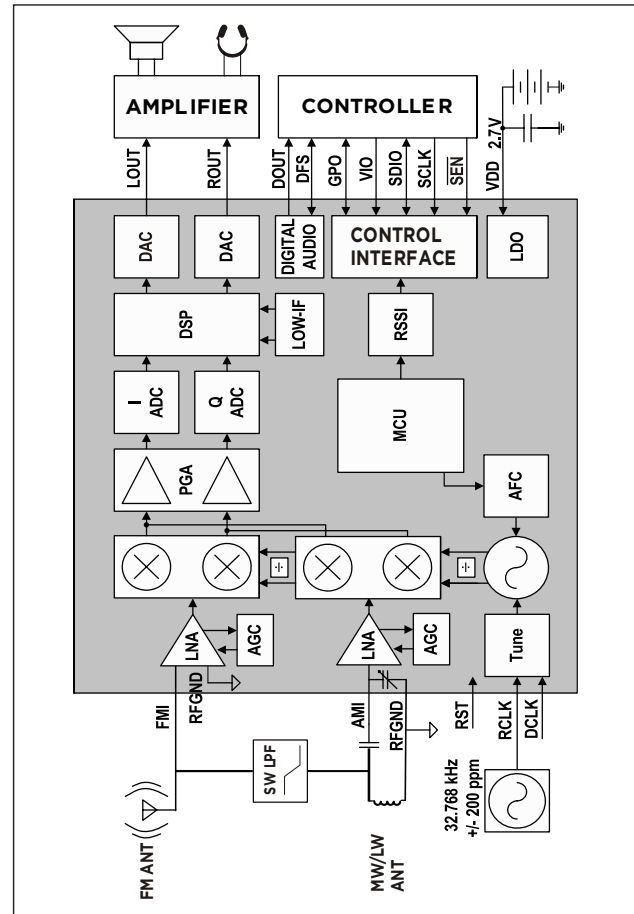 AMPLIFIER
CONTROLLER
2.7 V
LOUT
ROUT
DOUT
DFS
GPO
VIO
SDIO
SCLK
SEN
VDD
DAC
DAC
DIGITAL
AUDIO
CONTROL
INTERFACE
LDO
DSP
LOW-IF
RSSI
I
ADC
Q
ADC
MCU
PGA
AFC
LNA
AGC
LNA
AGC
Tune
FMI
RFGND
AMI
RFGND
RST
RCLK
DCLK
SW LPF
32.768 kHz
+/- 200 ppm
FM ANT
MW/LW
ANT